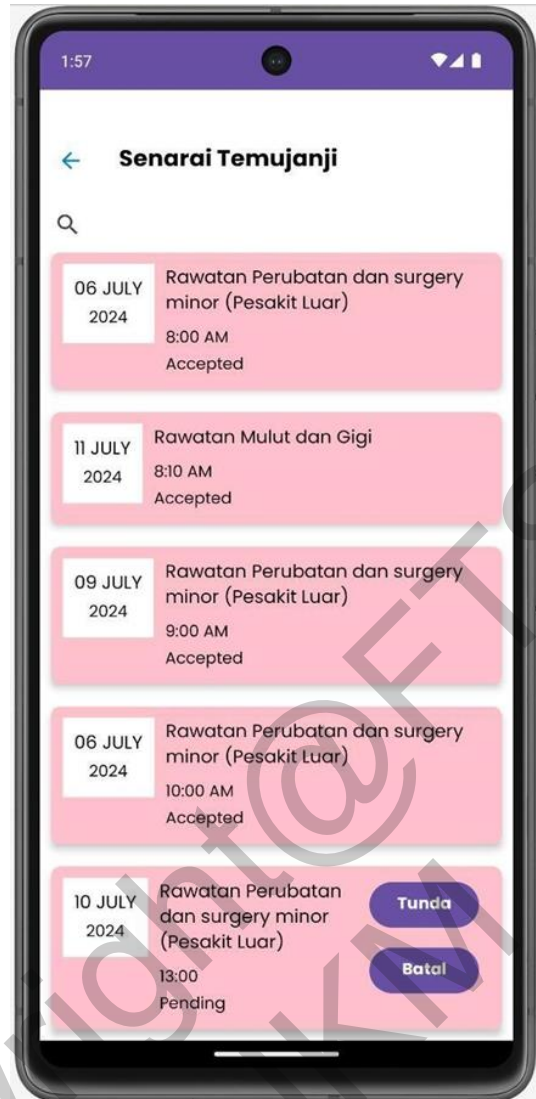 1:57
Senarai Temujanji
06 JULY
2024
Rawatan Perubatan dan surgery
minor (Pesakit Luar)
8:00 AM
Accepted
11 JULY
2024
Rawatan Mulut dan Gigi
8:10 AM
Accepted
09 JULY
2024
Rawatan Perubatan dan surgery
minor (Pesakit Luar)
9:00 AM
Accepted
06 JULY
2024
Rawatan Perubatan dan surgery
minor (Pesakit Luar)
10:00 AM
Accepted
10 JULY
2024
Rawatan Perubatan
dan surgery minor
(Pesakit Luar)
13:00
Pending
Tunda
Batal